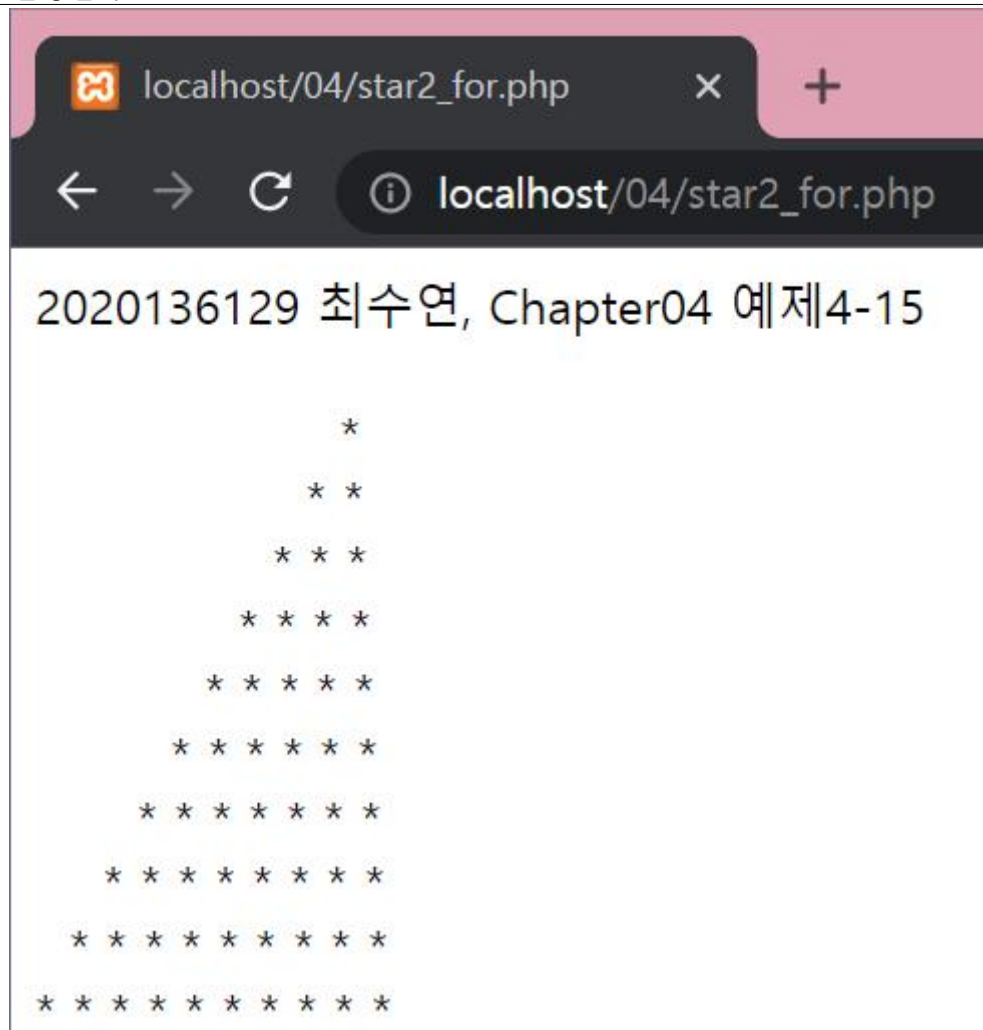 localhost/04/star2_for.php
localhost/04/star2_for.php
2020136129 최수연, Chapter04 예제4-15
*
* *
* * *
* * * *
* * * * *
* * * * * *
* * * * * * *
* * * * * * * *
* * * * * * * * *
* * * * * * * * * *